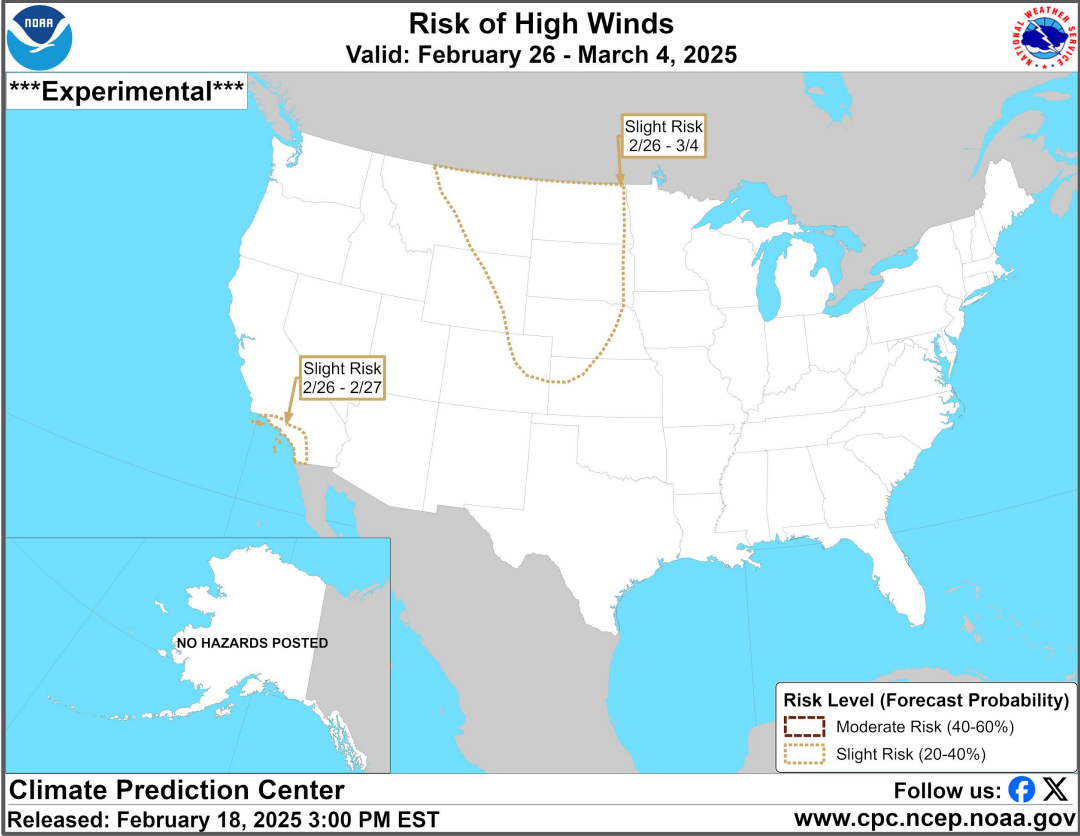 NOAA
Risk of High Winds
Valid: February 26 - March 4, 2025
NATIONAL WEATHER SERVICE
***Experimental***
Slight Risk
2/26 - 3/4
Slight Risk
2/26 - 2/27
NO HAZARDS POSTED
Risk Level (Forecast Probability)
Moderate Risk (40-60%)
Slight Risk (20-40%)
Climate Prediction Center
Follow us:
Released: February 18, 2025 3:00 PM EST
www.cpc.ncep.noaa.gov